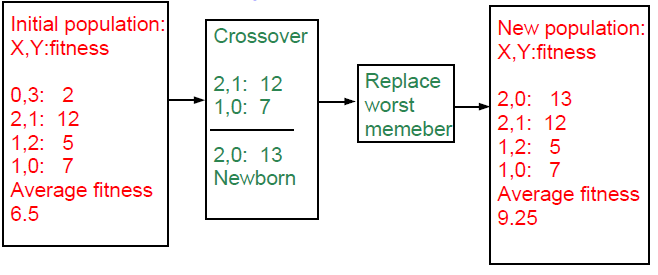 Initial population:
X,Y:fitness
0,3: 2
2,1: 12
1,2: 5
1,0: 7
Average fitness
6.5
Crossover
2,1: 12
1,0: 7
2,0: 13
Newborn
Replace
worst
memeber
New population:
X,Y:fitness
2,0: 13
2,1: 12
1,2: 5
1,0: 7
Average fitness
9.25